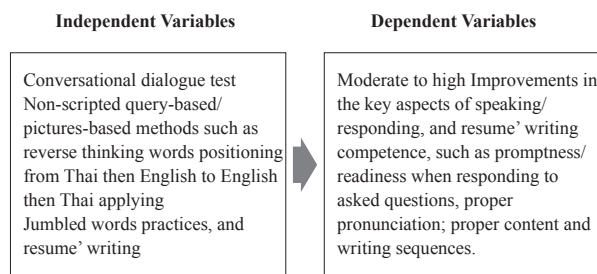 Independent Variables
Conversational dialogue test
Non-scripted query-based/
pictures-based methods such as
reverse thinking words positioning
from Thai then English to English
then Thai applying
Jumbled words practices, and
resume’ writing
Dependent Variables
Moderate to high Improvements in
the key aspects of speaking/
responding, and resume’ writing
competence, such as promptness/
readiness when responding to
asked questions, proper
pronunciation; proper content and
writing sequences.